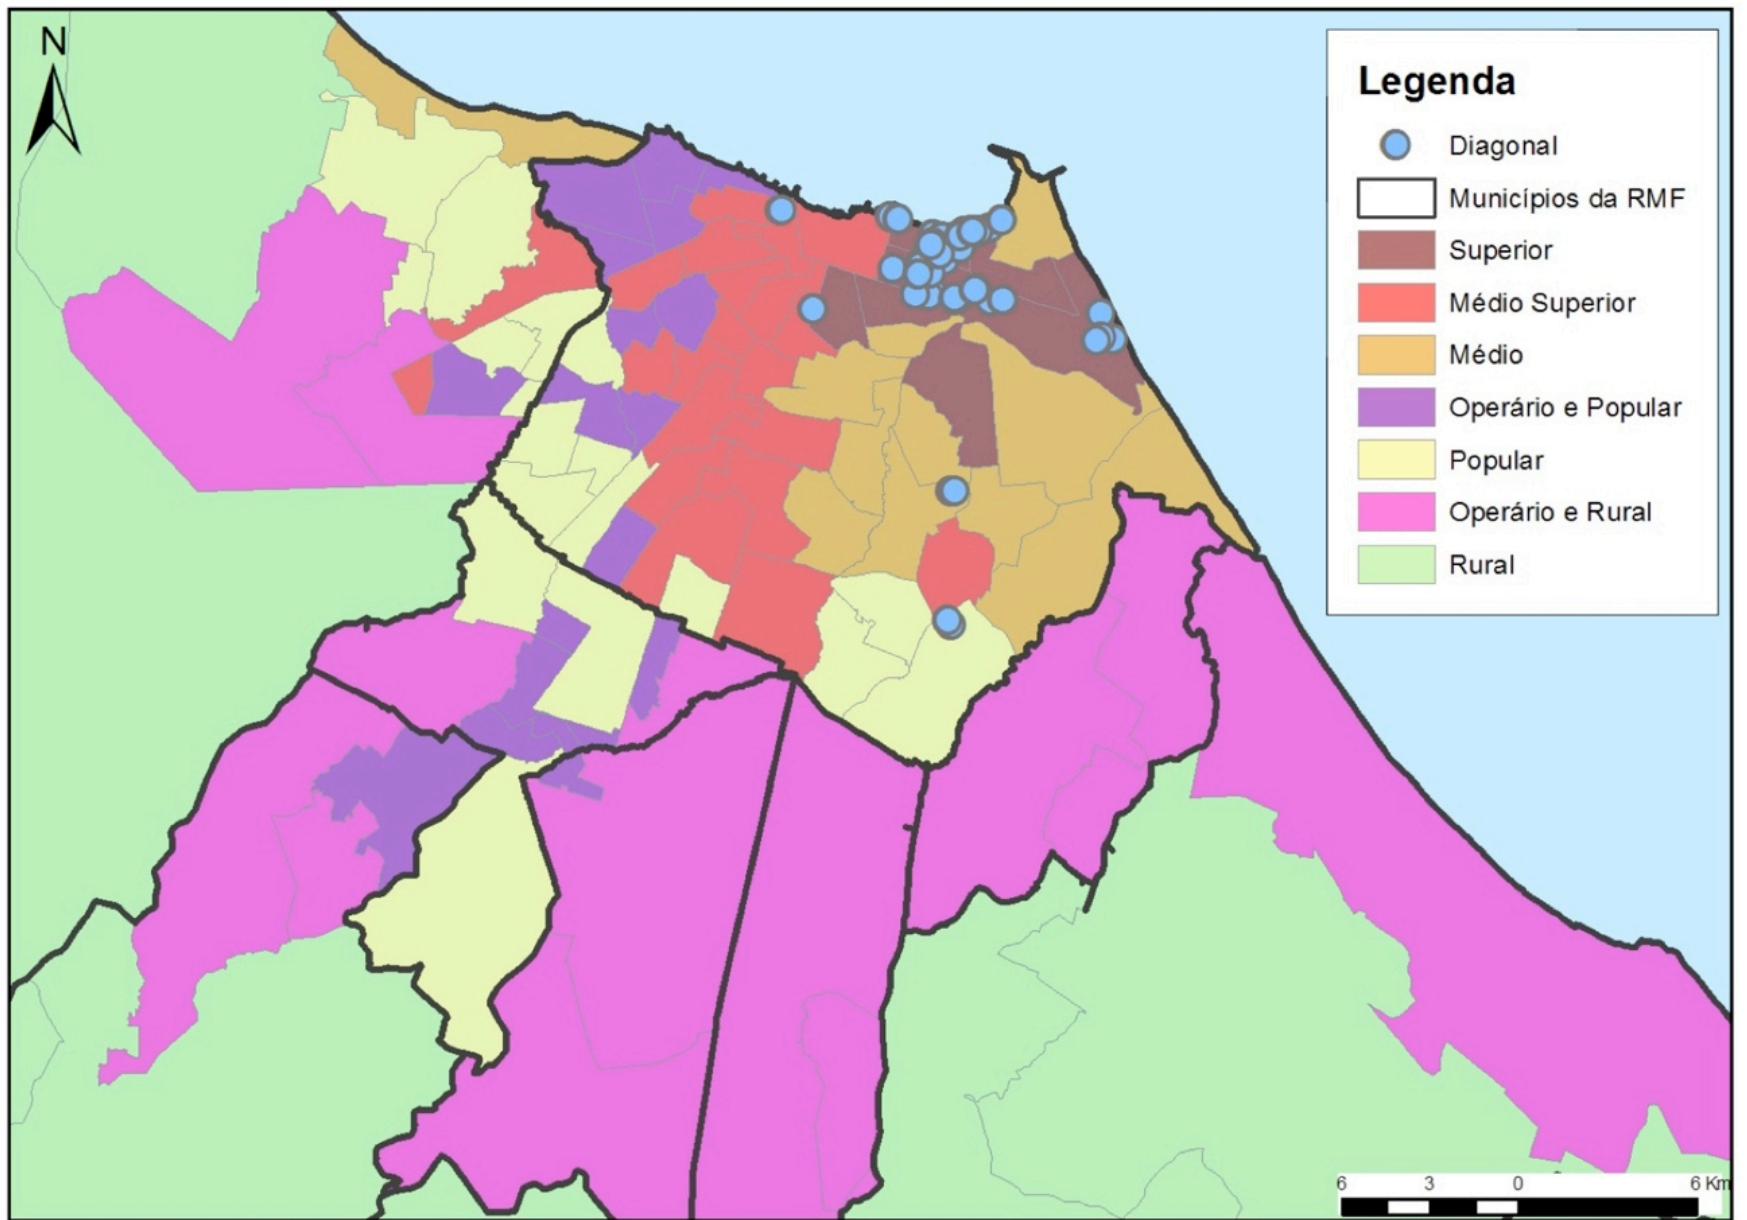 N
Legenda
Diagonal
Municípios da RMF
Superior
Médio Superior
Médio
Operário e Popular
Popular
Operário e Rural
Rural
6 3 0 6 Km